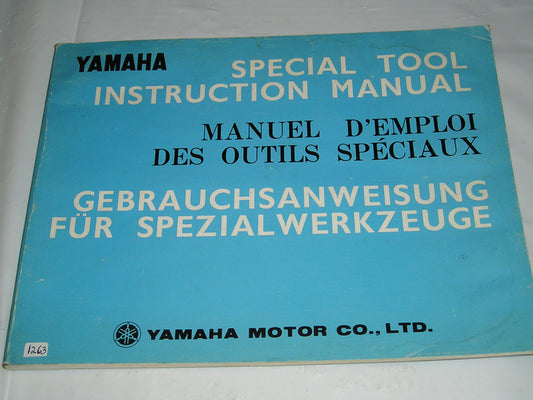 YAMAHA
SPECIAL TOOL
INSTRUCTION MANUAL
MANUEL D'EMPLOI
DES OUTILS SPÉCIAUX
GEBRAUCHSANWEISUNG
FÜR SPEZIALWERKZEUGE
YAMAHA MOTOR CO., LTD.
1263